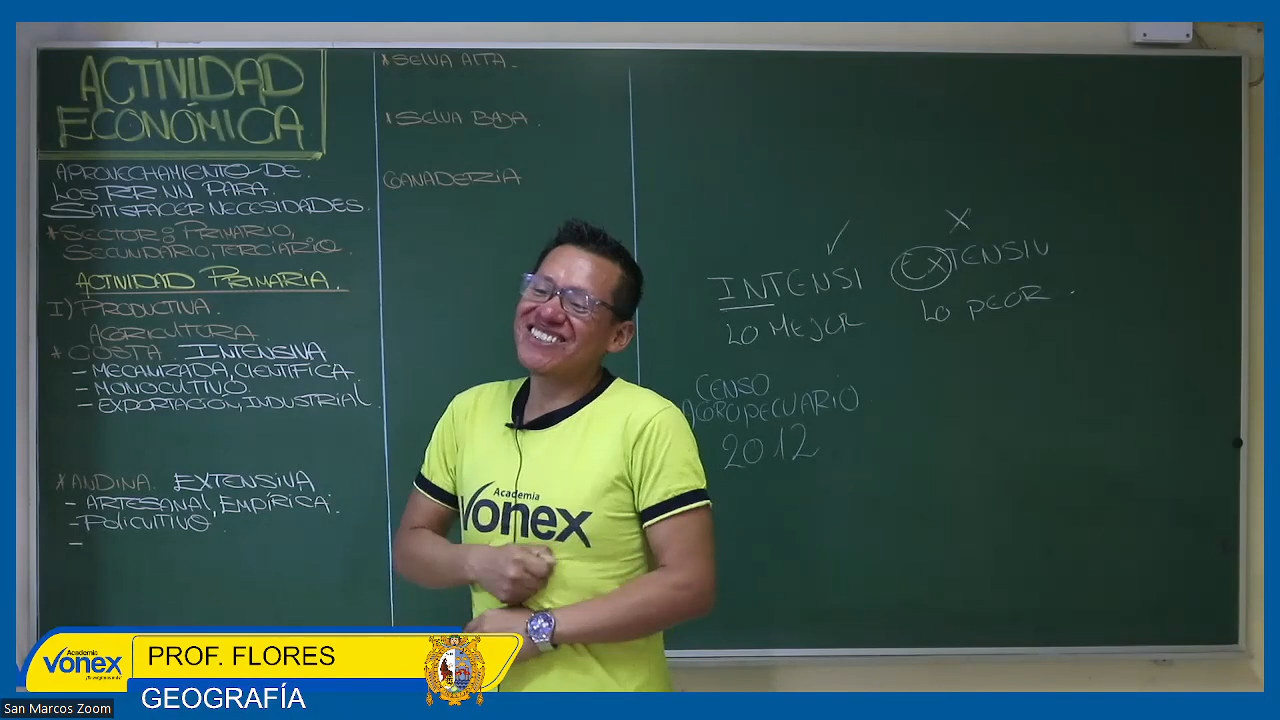 ACTIVIDAD
ECONÓMICA
APROVECHAMIENTO DE
LOS RR NN PARA
SATISFACER NECESIDADES.
*SECTOR: PRIMARIO,
SECUNDARIO, TERCIARIO.
ACTIVIDAD PRIMARIA.
I) PRODUCTIVA.
AGRICULTURA
* COSTA. INTENSIVA
- MECANIZADA, CIENTIFICA.
- MONOCULTIVO.
- EXPORTACION, INDUSTRIAL.
*ANDINA. EXTENSIVA
- ARTESANAL, EMPÍRICA.
- POLICULTIVO.
-
*SELVA ALTA.
*SELVA BAJA.
GANADERIA
✓
X
INTENSI
EXTENSIV
LO MEJOR
LO PEOR.
CENSO
AGROPECUARIO
2012
Academia
Vonex
Academia
vonex
PROF. FLORES
GEOGRAFÍA
San Marcos Zoom